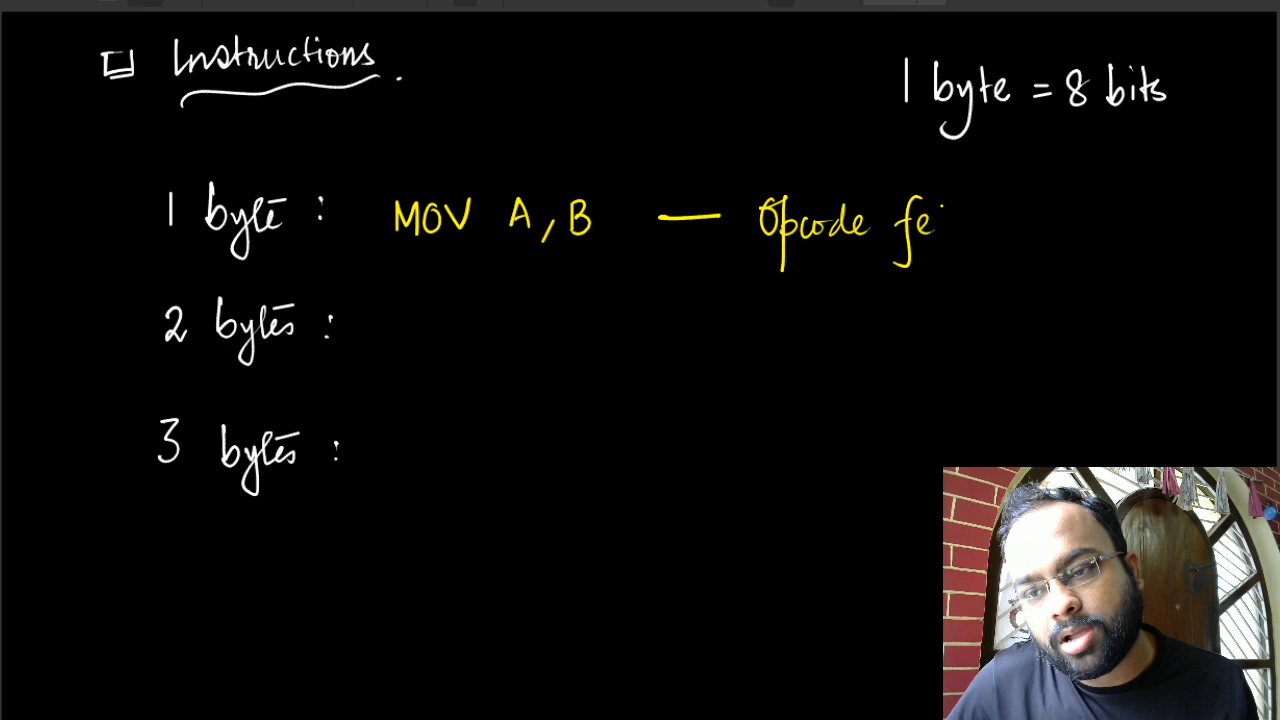 Instructions.
1 byte = 8 bits
1 byte : MOV A, B — Opcode fe
2 bytes :
3 bytes :